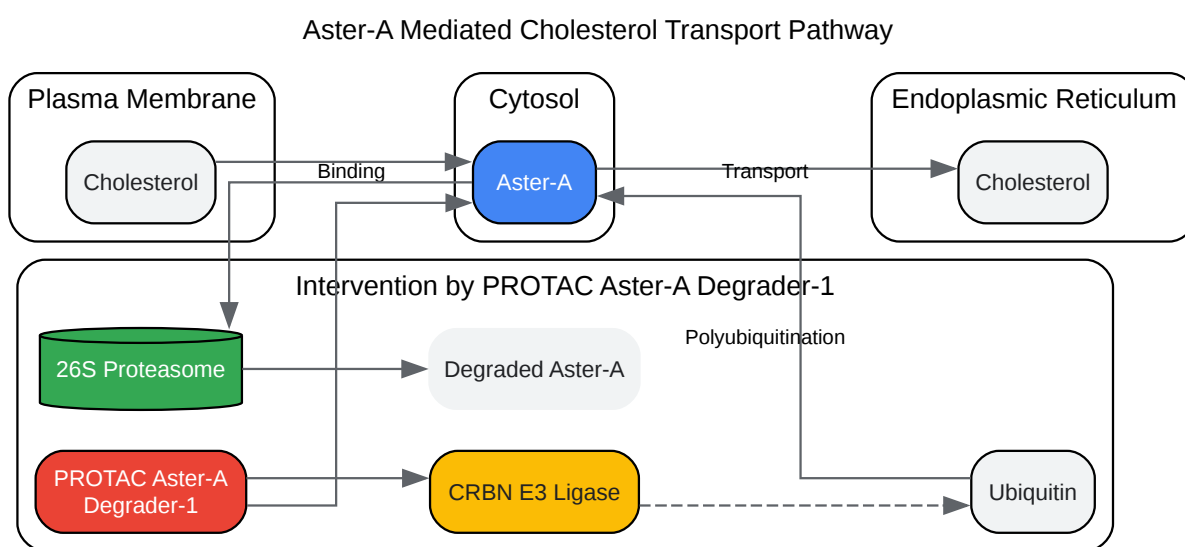 Aster-A Mediated Cholesterol Transport Pathway
Plasma Membrane
Cytosol
Endoplasmic Reticulum
Cholesterol
Binding
Aster-A
Transport
Cholesterol
Intervention by PROTAC Aster-A Degrader-1
Polyubiquitination
26S Proteasome
Degraded Aster-A
PROTAC Aster-A
Degrader-1
CRBN E3 Ligase
Ubiquitin